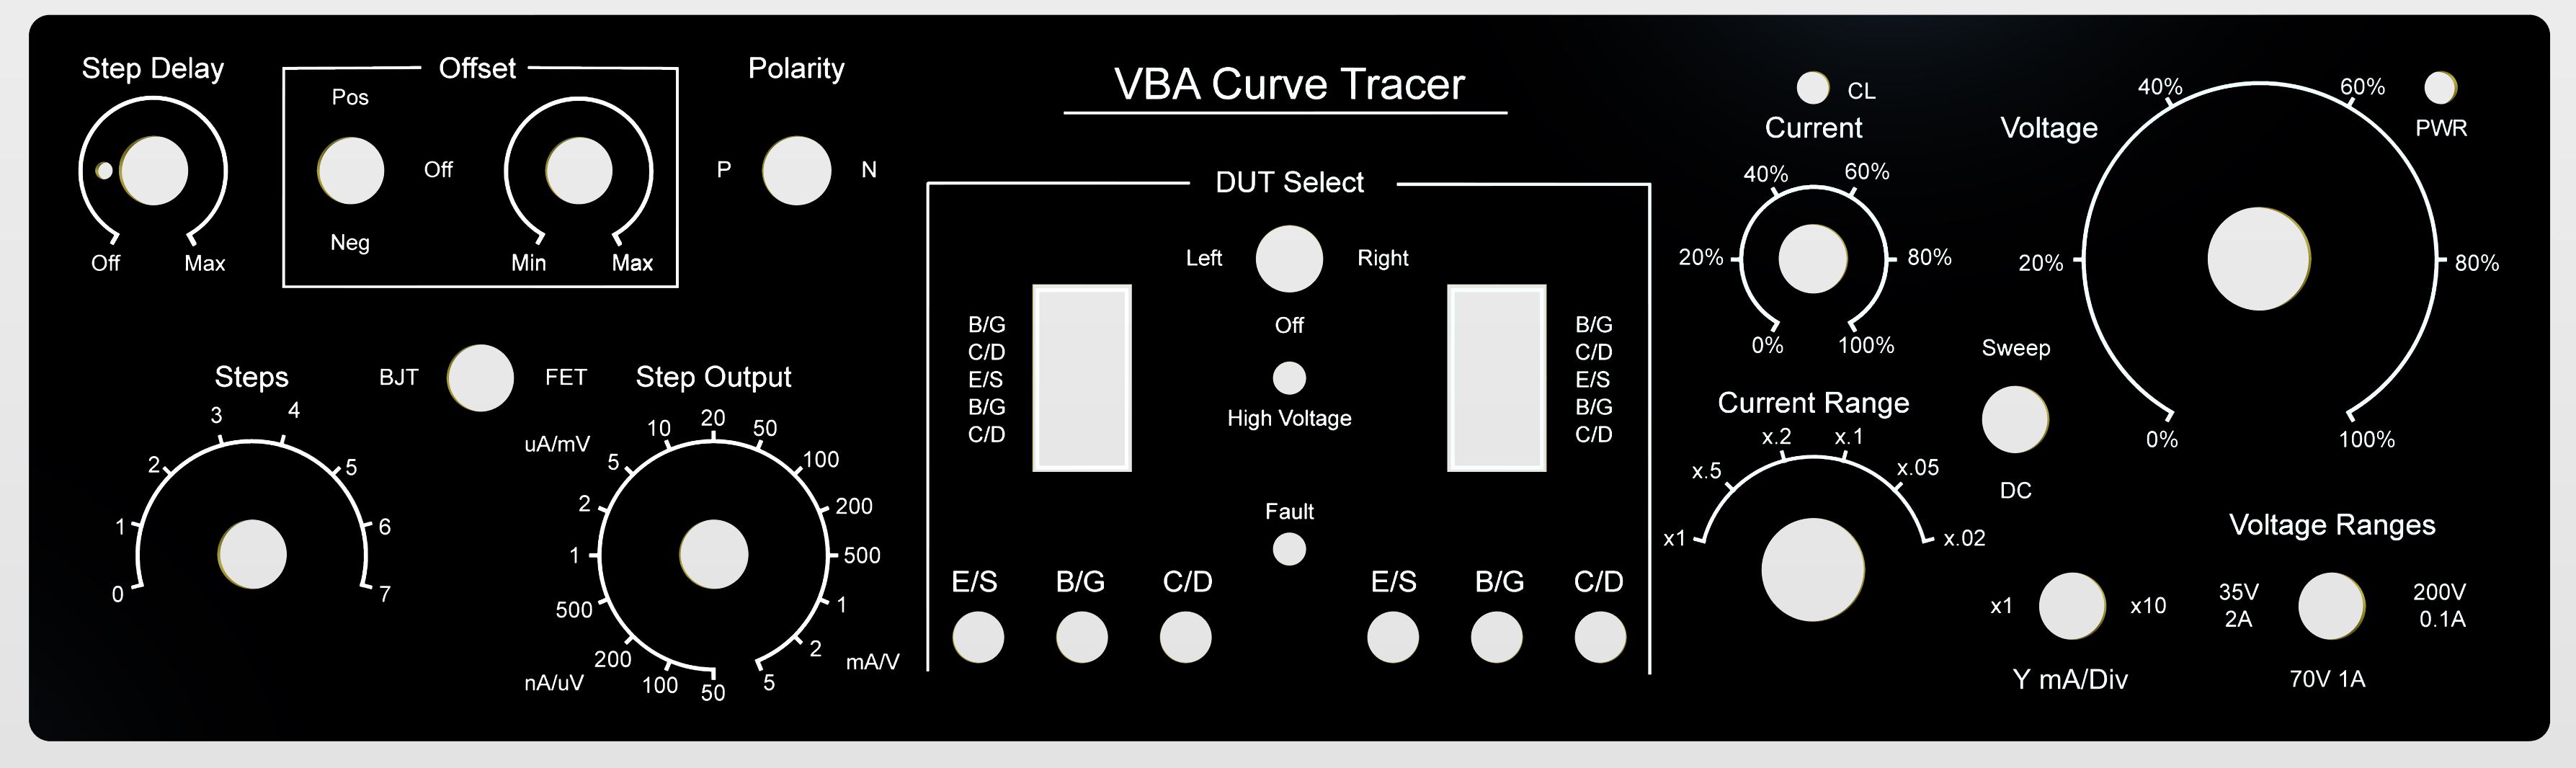 Step Delay
Off
Max
Offset
Pos
Off
Neg
Min
Max
Polarity
P
N
VBA Curve Tracer
DUT Select
Left
Right
Off
High Voltage
Fault
B/G
C/D
E/S
B/G
C/D
B/G
C/D
E/S
B/G
C/D
E/S
B/G
C/D
E/S
B/G
C/D
Steps
0
1
2
3
4
5
6
7
BJT
FET
Step Output
uA/mV
nA/uV
mA/V
50
100
200
500
1
2
5
10
20
50
100
200
500
1
2
5
CL
Current
0%
20%
40%
60%
80%
100%
Current Range
x1
x.5
x.2
x.1
x.05
x.02
Voltage
0%
20%
40%
60%
80%
100%
PWR
Sweep
DC
x1
x10
Y mA/Div
Voltage Ranges
35V
2A
200V
0.1A
70V 1A